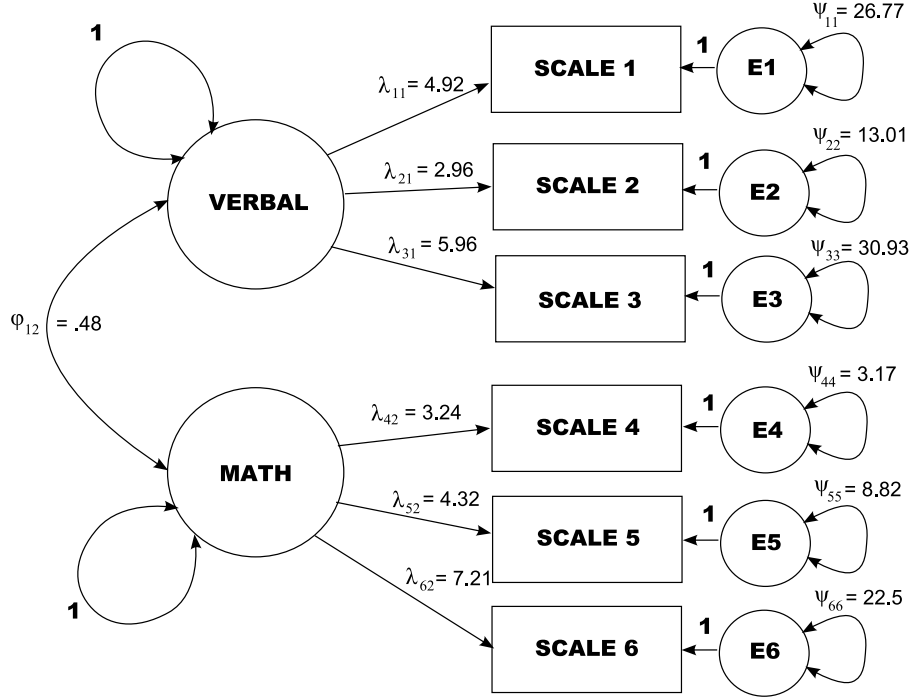 1
ψ₁₁ = 26.77
SCALE 1
1
E1
λ₁₁ = 4.92
VERBAL
ψ₂₂ = 13.01
λ₂₁ = 2.96
SCALE 2
1
E2
ψ₃₃ = 30.93
λ₃₁ = 5.96
SCALE 3
1
E3
φ₁₂ = .48
ψ₄₄ = 3.17
λ₄₂ = 3.24
SCALE 4
1
E4
MATH
ψ₅₅ = 8.82
λ₅₂ = 4.32
SCALE 5
1
E5
1
λ₆₂ = 7.21
ψ₆₆ = 22.5
SCALE 6
1
E6